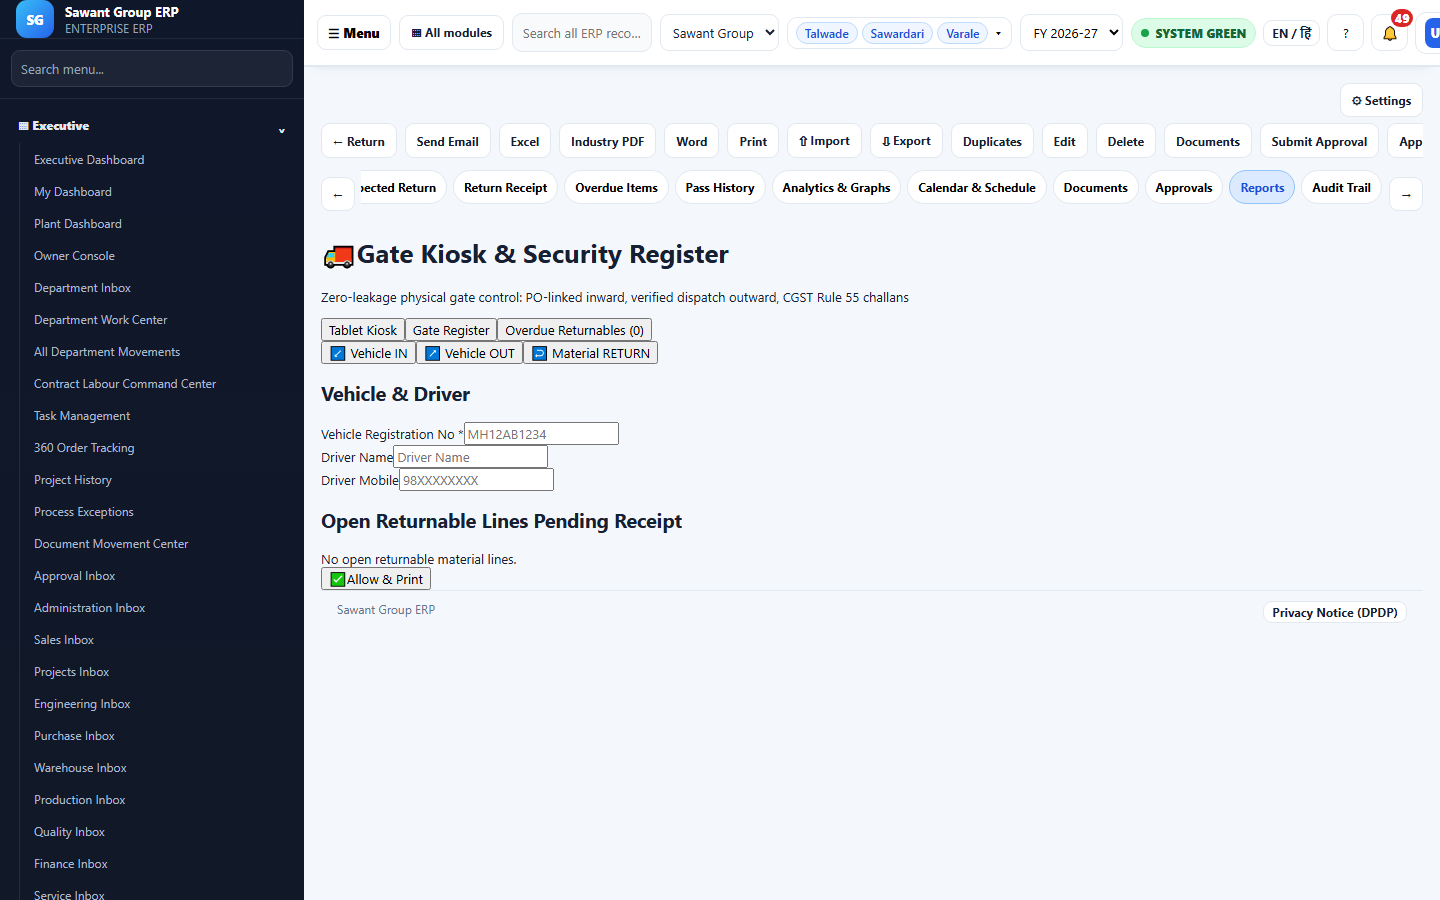 SG
Sawant Group ERP
ENTERPRISE ERP
Search menu...
Executive
Executive Dashboard
My Dashboard
Plant Dashboard
Owner Console
Department Inbox
Department Work Center
All Department Movements
Contract Labour Command Center
Task Management
360 Order Tracking
Project History
Process Exceptions
Document Movement Center
Approval Inbox
Administration Inbox
Sales Inbox
Projects Inbox
Engineering Inbox
Purchase Inbox
Warehouse Inbox
Production Inbox
Quality Inbox
Finance Inbox
Service Inbox
☰ Menu
All modules
Search all ERP reco...
Sawant Group
Talwade
Sawardari
Varale
FY 2026-27
SYSTEM GREEN
EN / हिं
?
49
U
⚙ Settings
← Return
Send Email
Excel
Industry PDF
Word
Print
⇧ Import
⇩ Export
Duplicates
Edit
Delete
Documents
Submit Approval
App
←
pected Return
Return Receipt
Overdue Items
Pass History
Analytics & Graphs
Calendar & Schedule
Documents
Approvals
Reports
Audit Trail
→
Gate Kiosk & Security Register
Zero-leakage physical gate control: PO-linked inward, verified dispatch outward, CGST Rule 55 challans
Tablet Kiosk
Gate Register
Overdue Returnables (0)
Vehicle IN
Vehicle OUT
Material RETURN
Vehicle & Driver
Vehicle Registration No * MH12AB1234
Driver Name Driver Name
Driver Mobile 98XXXXXXXX
Open Returnable Lines Pending Receipt
No open returnable material lines.
✅ Allow & Print
Sawant Group ERP
Privacy Notice (DPDP)